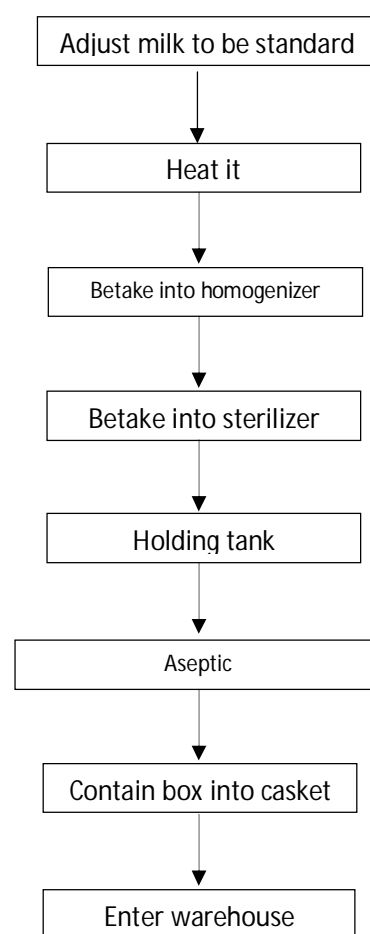 Adjust milk to be standard
Heat it
Betake into homogenizer
Betake into sterilizer
Holding tank
Aseptic
Contain box into casket
Enter warehouse